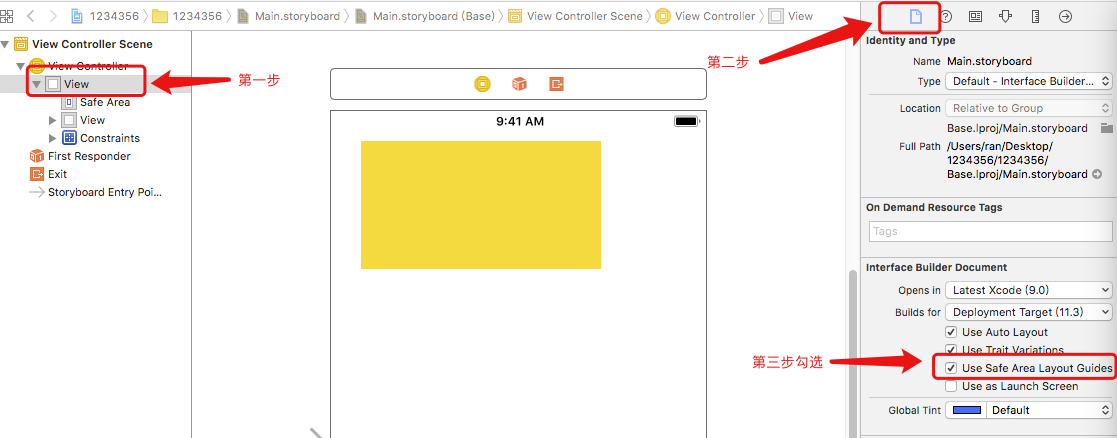 1234356 〉 1234356 〉 Main.storyboard 〉 Main.storyboard (Base) 〉 View Controller Scene 〉 View Controller 〉 View
View Controller Scene
View Controller
View
Safe Area
View
Constraints
First Responder
Exit
Storyboard Entry Poi...
第一步
9:41 AM
第二步
第三步勾选
Identity and Type
Name Main.storyboard
Type Default - Interface Builder...
Location Relative to Group
Base.lproj/Main.storyboard
Full Path /Users/ran/Desktop/
1234356/1234356/
Base.lproj/Main.storyboard
On Demand Resource Tags
Tags
Interface Builder Document
Opens in Latest Xcode (9.0)
Builds for Deployment Target (11.3)
Use Auto Layout
Use Trait Variations
Use Safe Area Layout Guides
Use as Launch Screen
Global Tint Default